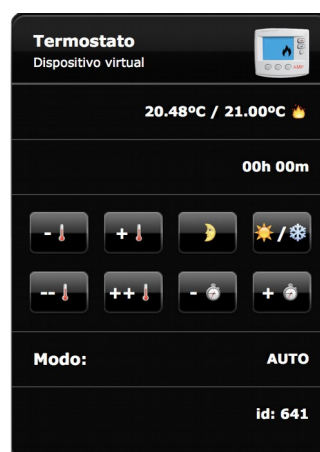 Termostato
Dispositivo virtual
20.48ºC / 21.00ºC
00h 00m
-
+
/
--
++
-
+
Modo: AUTO
id: 641